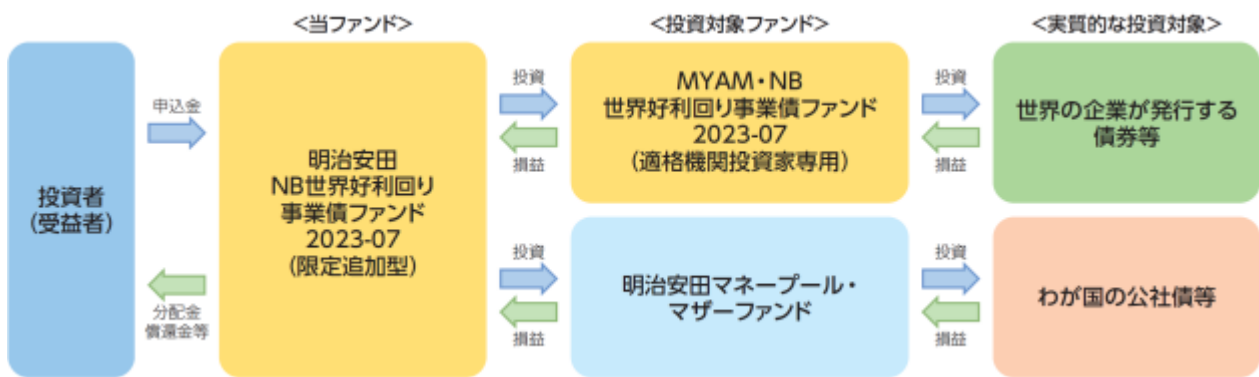 <当ファンド>
<投資対象ファンド>
<実質的な投資対象>
投資者
(受益者)
申込金
分配金
償還金等
明治安田
NB世界好利回り
事業債ファンド
2023-07
(限定追加型)
投資
損益
MYAM・NB
世界好利回り事業債ファンド
2023-07
(適格機関投資家専用)
投資
損益
世界の企業が発行する
債券等
投資
損益
明治安田マネープール・
マザーファンド
投資
損益
わが国の公社債等